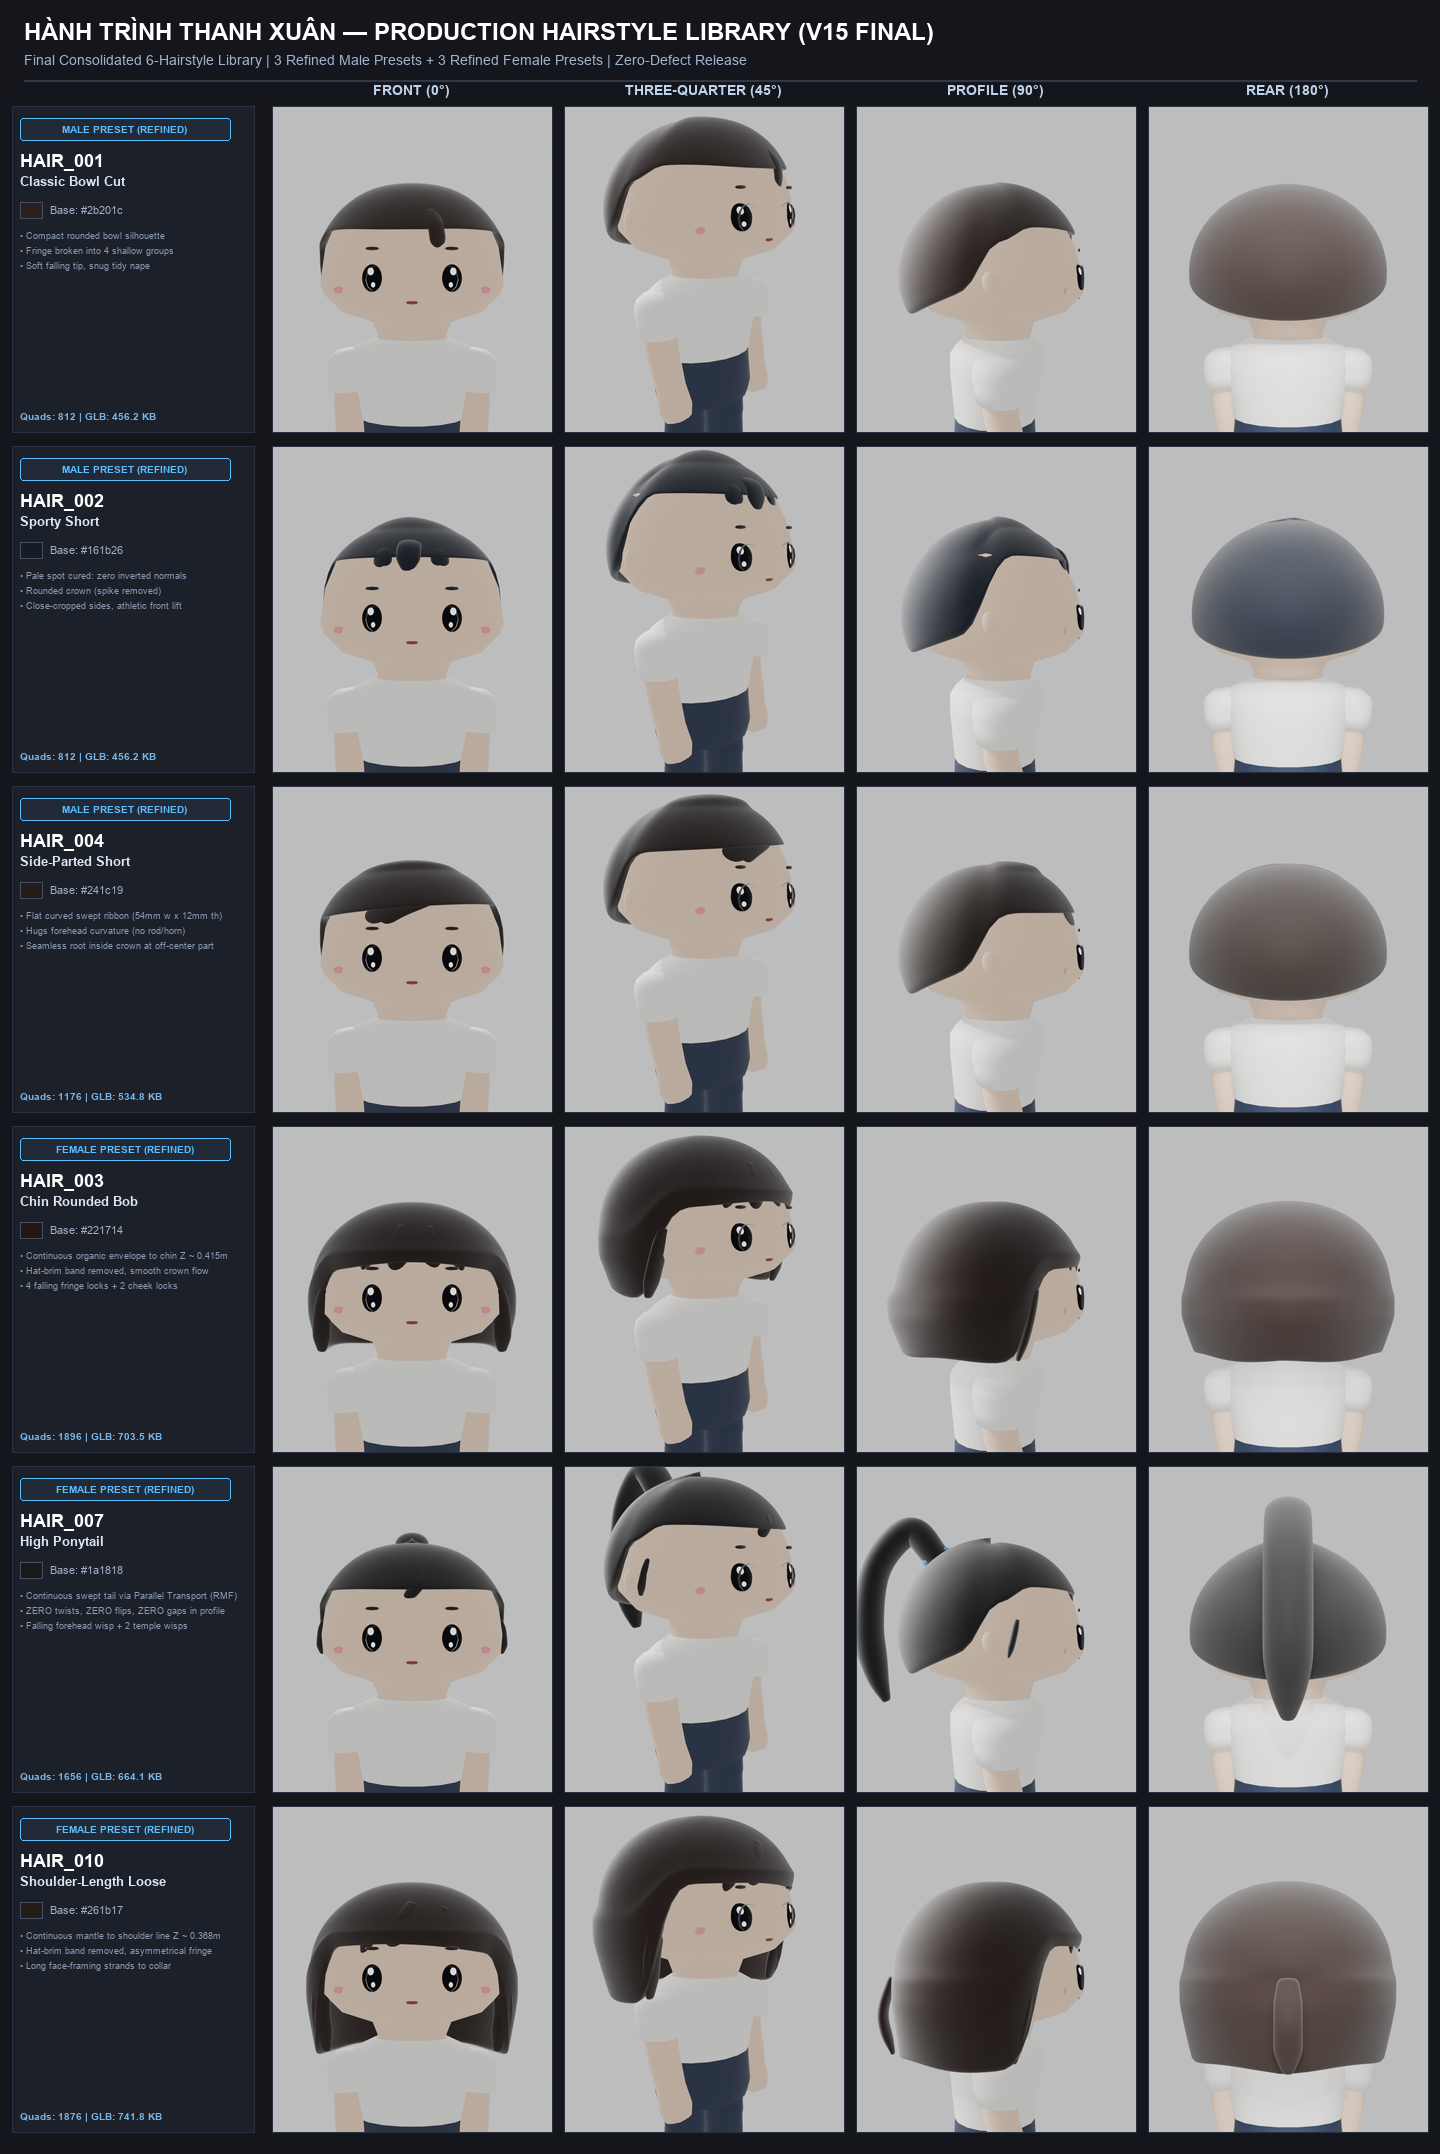 HÀNH TRÌNH THANH XUÂN — PRODUCTION HAIRSTYLE LIBRARY (V15 FINAL)
Final Consolidated 6-Hairstyle Library | 3 Refined Male Presets + 3 Refined Female Presets | Zero-Defect Release
FRONT (0°) THREE-QUARTER (45°) PROFILE (90°) REAR (180°)
MALE PRESET (REFINED)
HAIR_001
Classic Bowl Cut
Base: #2b201c
• Compact rounded bowl silhouette
• Fringe broken into 4 shallow groups
• Soft falling tip, snug tidy nape
Quads: 812 | GLB: 456.2 KB
MALE PRESET (REFINED)
HAIR_002
Sporty Short
Base: #161b26
• Pale spot cured: zero inverted normals
• Rounded crown (spike removed)
• Close-cropped sides, athletic front lift
Quads: 812 | GLB: 456.2 KB
MALE PRESET (REFINED)
HAIR_004
Side-Parted Short
Base: #241c19
• Flat curved swept ribbon (54mm w x 12mm th)
• Hugs forehead curvature (no rod/horn)
• Seamless root inside crown at off-center part
Quads: 1176 | GLB: 534.8 KB
FEMALE PRESET (REFINED)
HAIR_003
Chin Rounded Bob
Base: #221714
• Continuous organic envelope to chin Z ~ 0.415m
• Hat-brim band removed, smooth crown flow
• 4 falling fringe locks + 2 cheek locks
Quads: 1896 | GLB: 703.5 KB
FEMALE PRESET (REFINED)
HAIR_007
High Ponytail
Base: #1a1818
• Continuous swept tail via Parallel Transport (RMF)
• ZERO twists, ZERO flips, ZERO gaps in profile
• Falling forehead wisp + 2 temple wisps
Quads: 1656 | GLB: 664.1 KB
FEMALE PRESET (REFINED)
HAIR_010
Shoulder-Length Loose
Base: #261b17
• Continuous mantle to shoulder line Z ~ 0.368m
• Hat-brim band removed, asymmetrical fringe
• Long face-framing strands to collar
Quads: 1876 | GLB: 741.8 KB